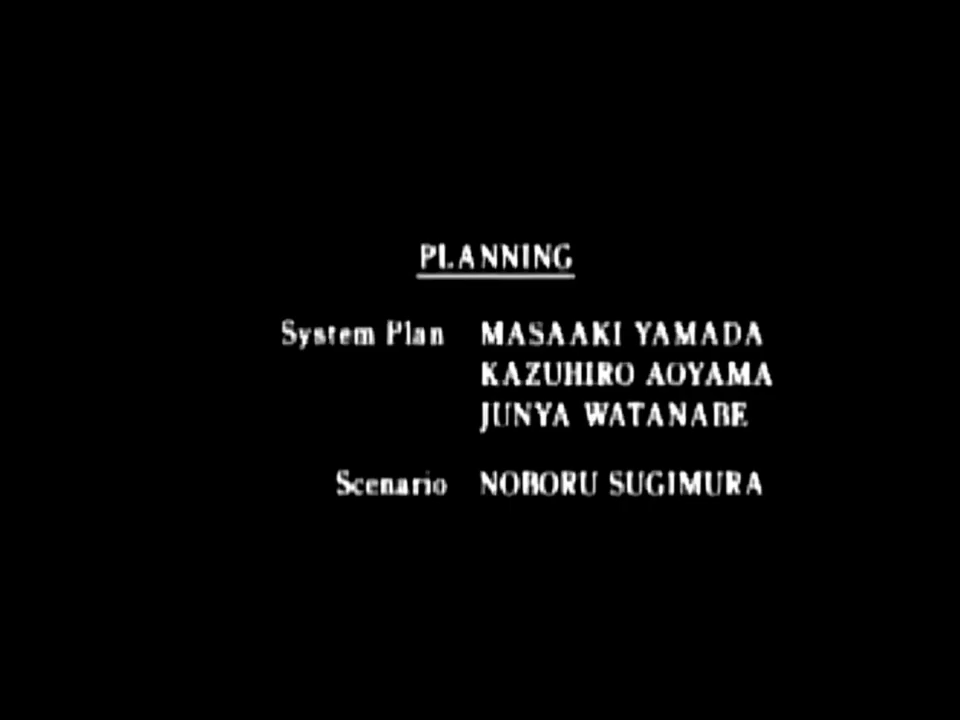 PLANNING
System Plan MASAAKI YAMADA
KAZUHIRO AOYAMA
JUNYA WATANABE
Scenario NOBORU SUGIMURA